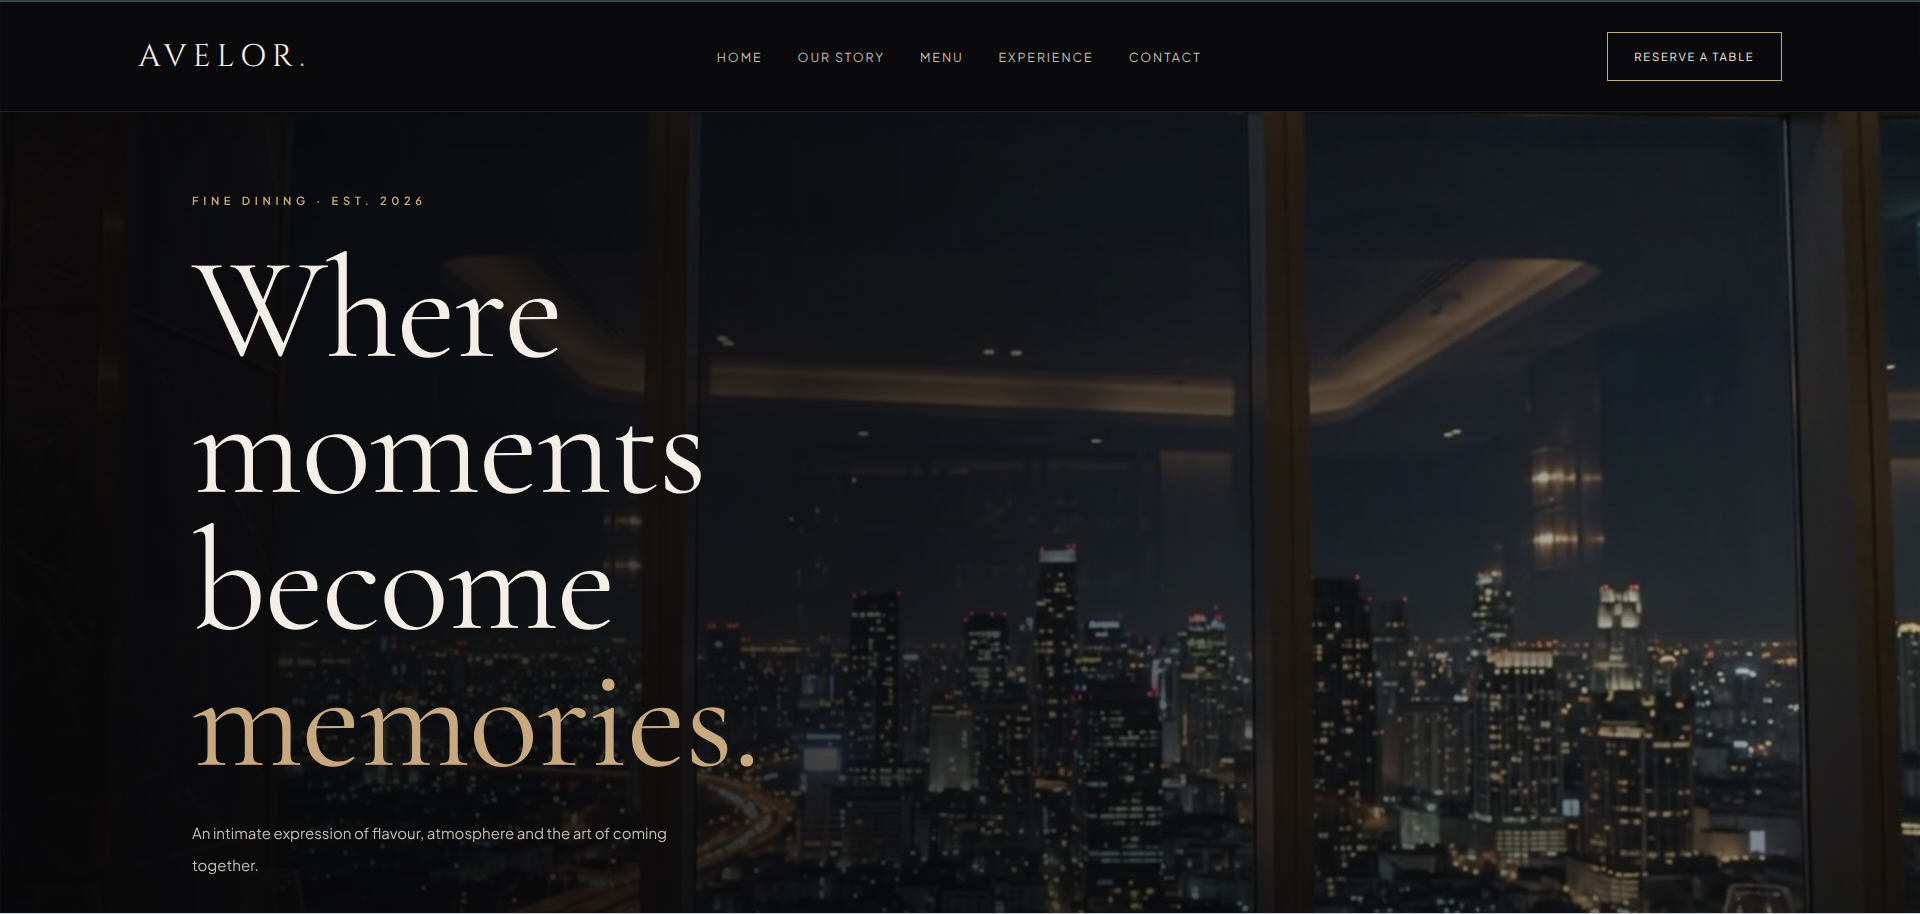 AVELOR.
HOME
OUR STORY
MENU
EXPERIENCE
CONTACT
RESERVE A TABLE
FINE DINING · EST. 2026
Where
moments
become
memories.
An intimate expression of flavour, atmosphere and the art of coming
together.